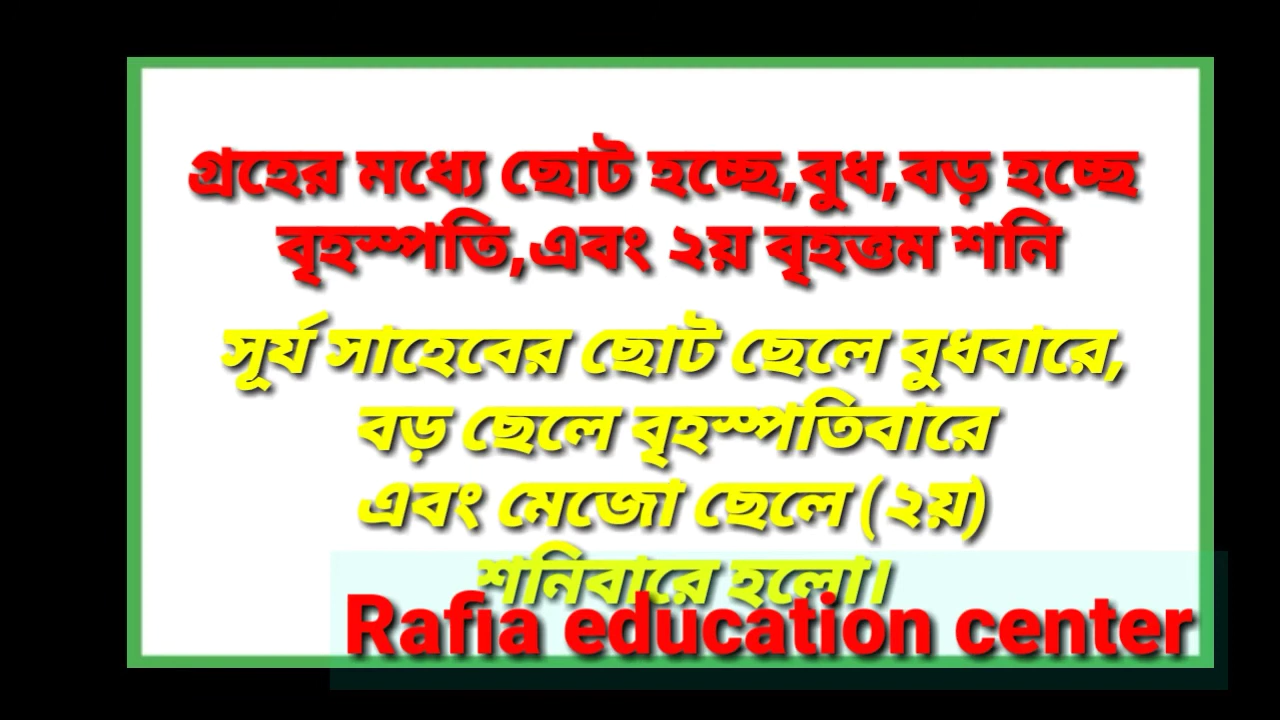 গ্রহের মধ্যে ছোট হচ্ছে,বুধ,বড় হচ্ছে
বৃহস্পতি,এবং ২য় বৃহত্তম শনি
সূর্য সাহেবের ছোট ছেলে বুধবারে,
বড় ছেলে বৃহস্পতিবারে
এবং মেজো ছেলে (২য়)
শনিবারে হলো।
Rafia education center